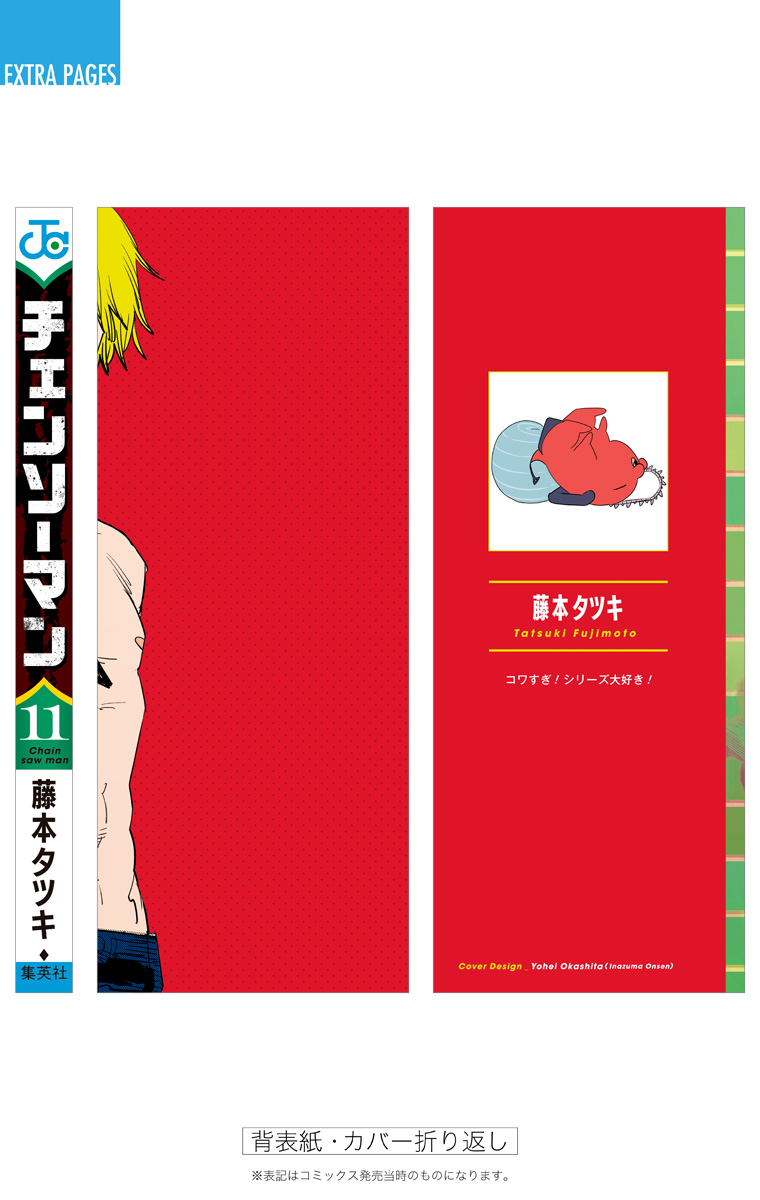 EXTRA PAGES
JC
チェンソーマン
11
Chain
saw man
藤本タツキ◆
集英社
藤本タツキ
Tatsuki Fujimoto
コワすぎ!シリーズ大好き!
Cover Design _ Yohei Okashita(Inazuma Onsen)
背表紙・カバー折り返し
※表記はコミックス発売当時のものになります。